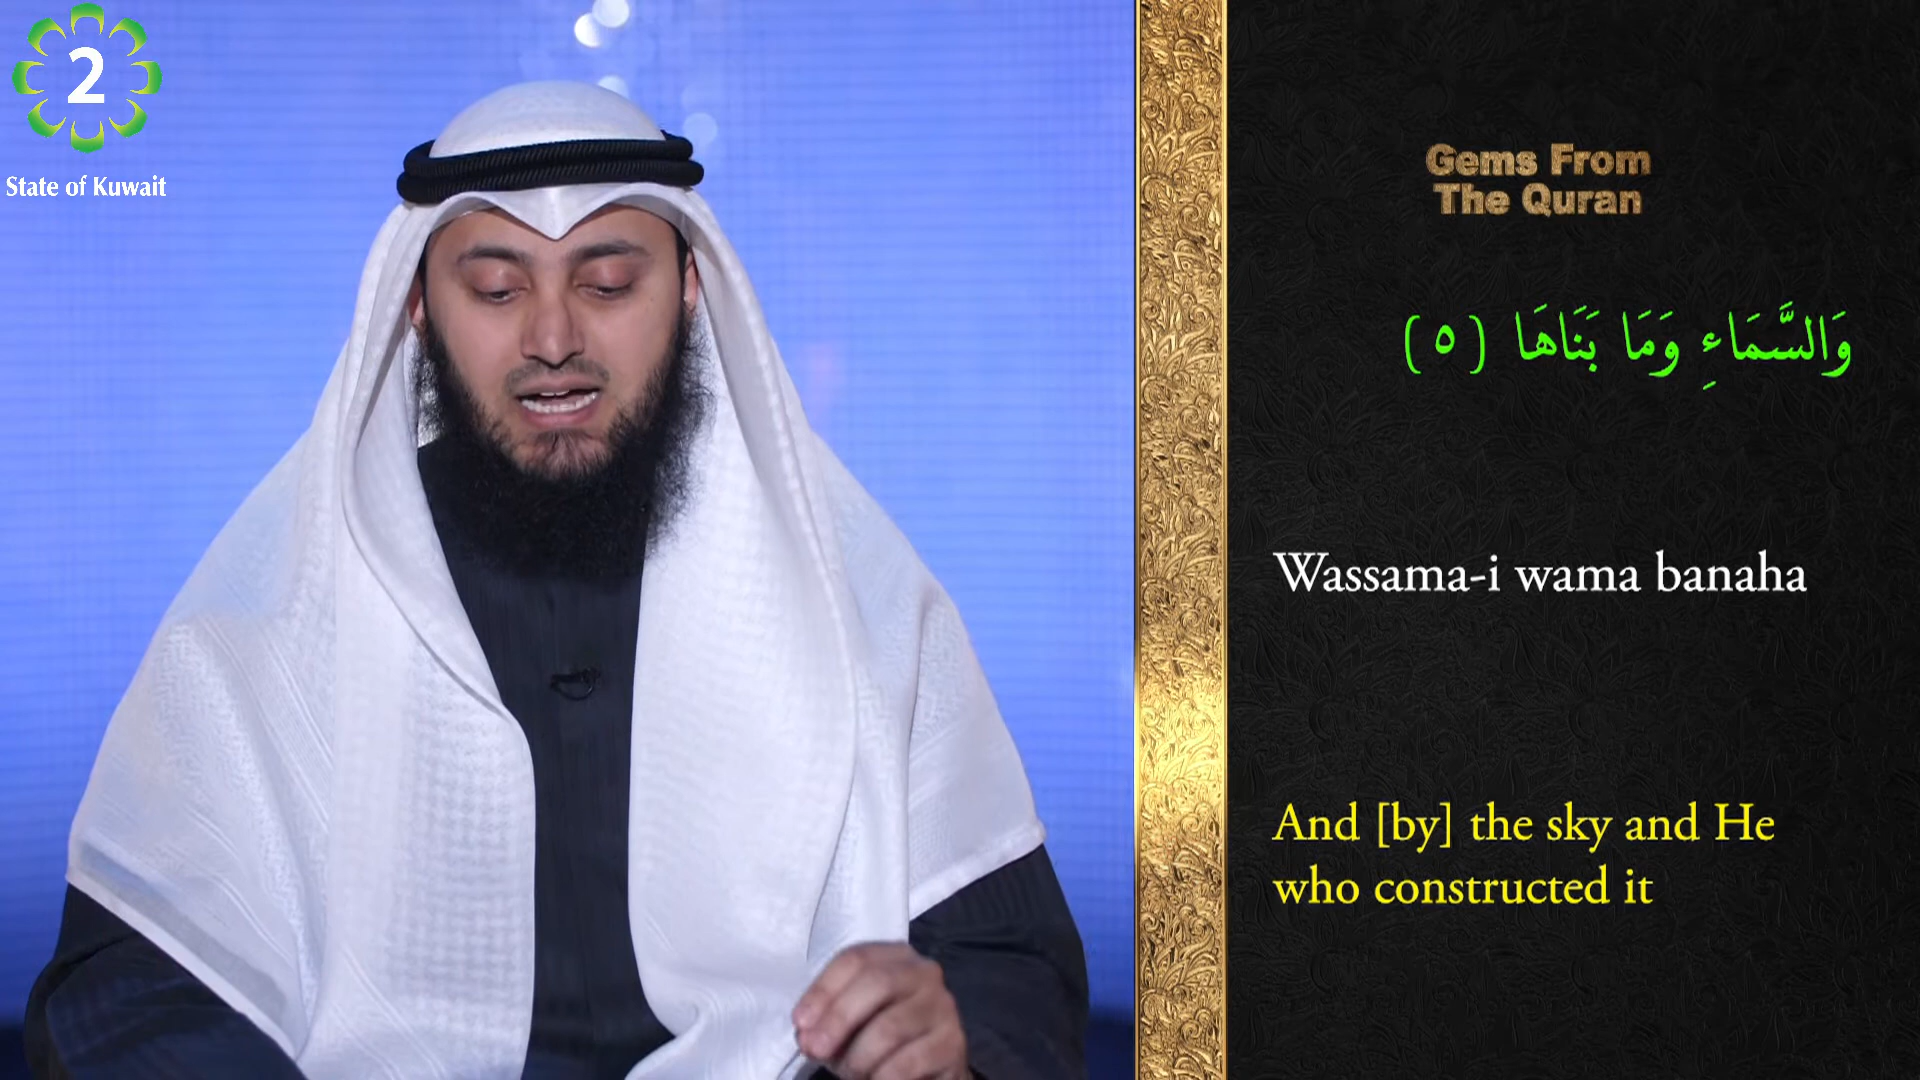 2
State of Kuwait
Gems From
The Quran
وَالسَّمَاءِ وَمَا بَنَاهَا (٥)
Wassama-i wama banaha
And [by] the sky and He
who constructed it